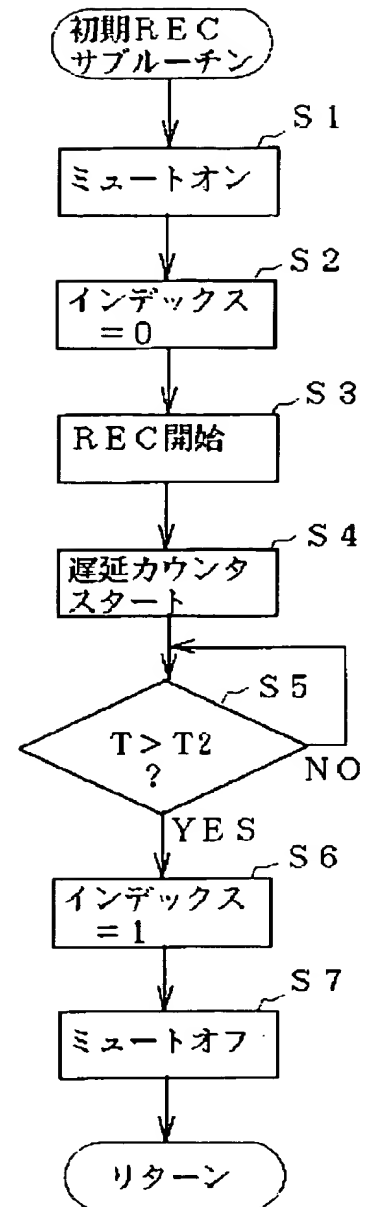 初期REC
サブルーチン
S1
ミュートオン
S2
インデックス
=0
S3
REC開始
S4
遅延カウンタ
スタート
S5
T>T2
?
NO
YES
S6
インデックス
=1
S7
ミュートオフ
リターン